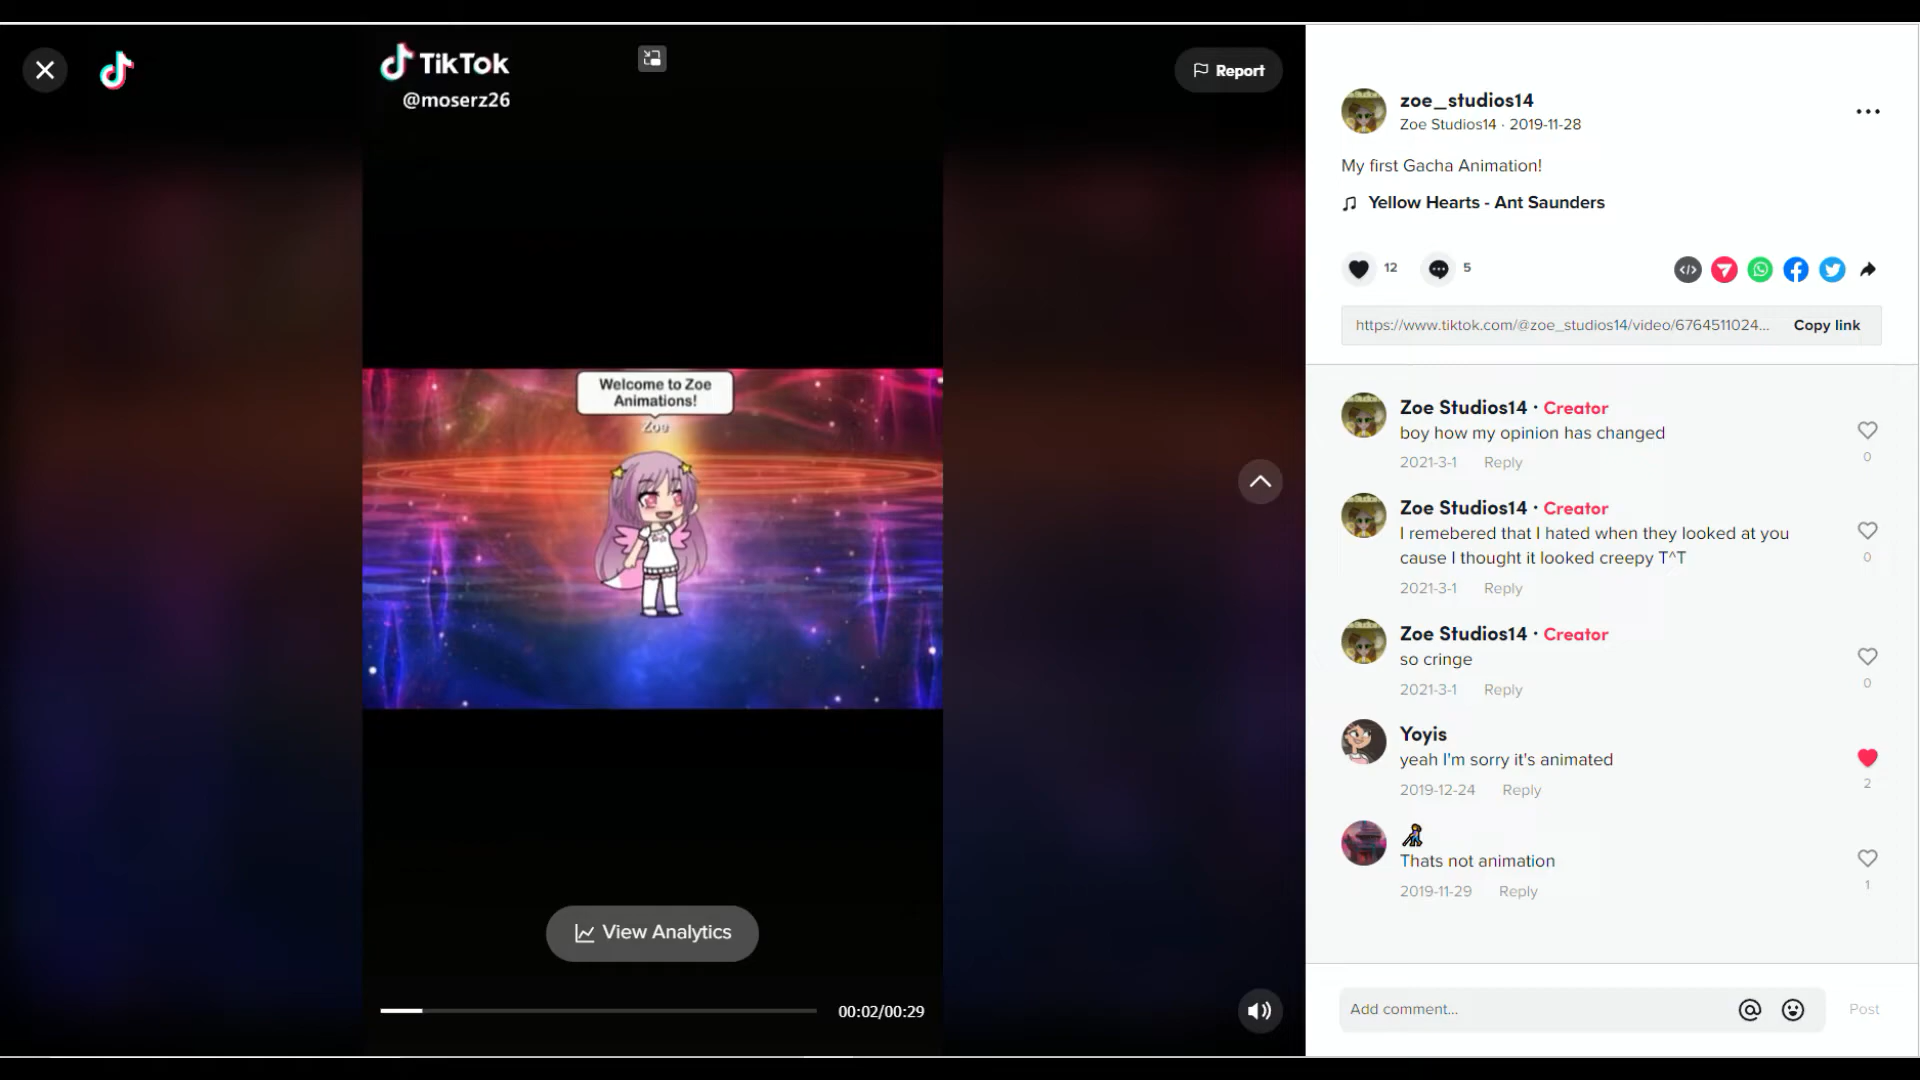 TikTok
@moserz26
Report
Welcome to Zoe
Animations!
Zoe
View Analytics
00:02/00:29
zoe_studios14
Zoe Studios14 · 2019-11-28
My first Gacha Animation!
Yellow Hearts - Ant Saunders
12
5
https://www.tiktok.com/@zoe_studios14/video/6764511024...
Copy link
Zoe Studios14 · Creator
boy how my opinion has changed
2021-3-1 Reply
0
Zoe Studios14 · Creator
I remebered that I hated when they looked at you
cause I thought it looked creepy T^T
2021-3-1 Reply
0
Zoe Studios14 · Creator
so cringe
2021-3-1 Reply
0
Yoyis
yeah I'm sorry it's animated
2019-12-24 Reply
2
Thats not animation
2019-11-29 Reply
1
Add comment...
Post